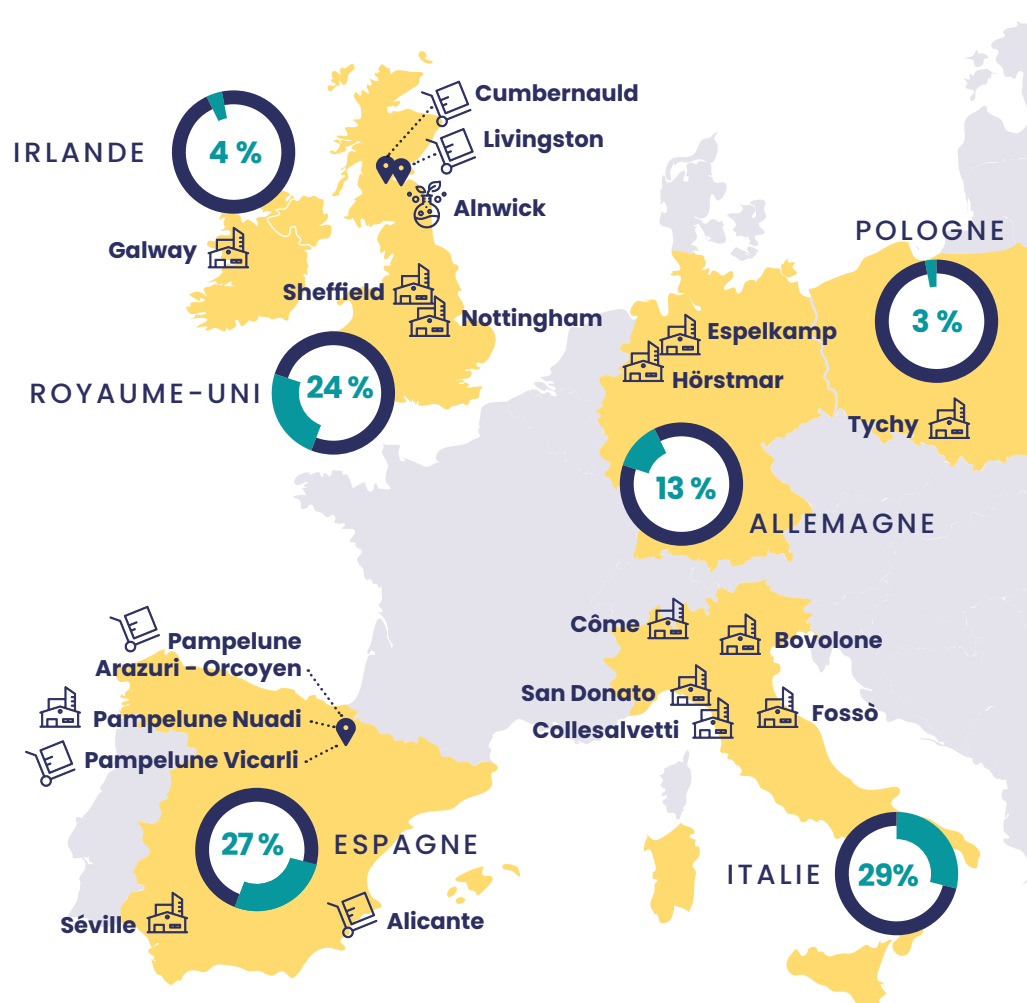 IRLANDE
4 %
Cumbernauld
Livingston
Alnwick
Galway
Sheffield
Nottingham
ROYAUME-UNI
24 %
POLOGNE
3 %
Espelkamp
Hörstmar
Tychy
13 %
ALLEMAGNE
Côme
Bovolone
San Donato
Collesalvetti
Fossò
Pampelune
Arazuri - Orcoyen
Pampelune Nuadi
Pampelune Vicarli
27 %
ESPAGNE
Séville
Alicante
ITALIE
29%